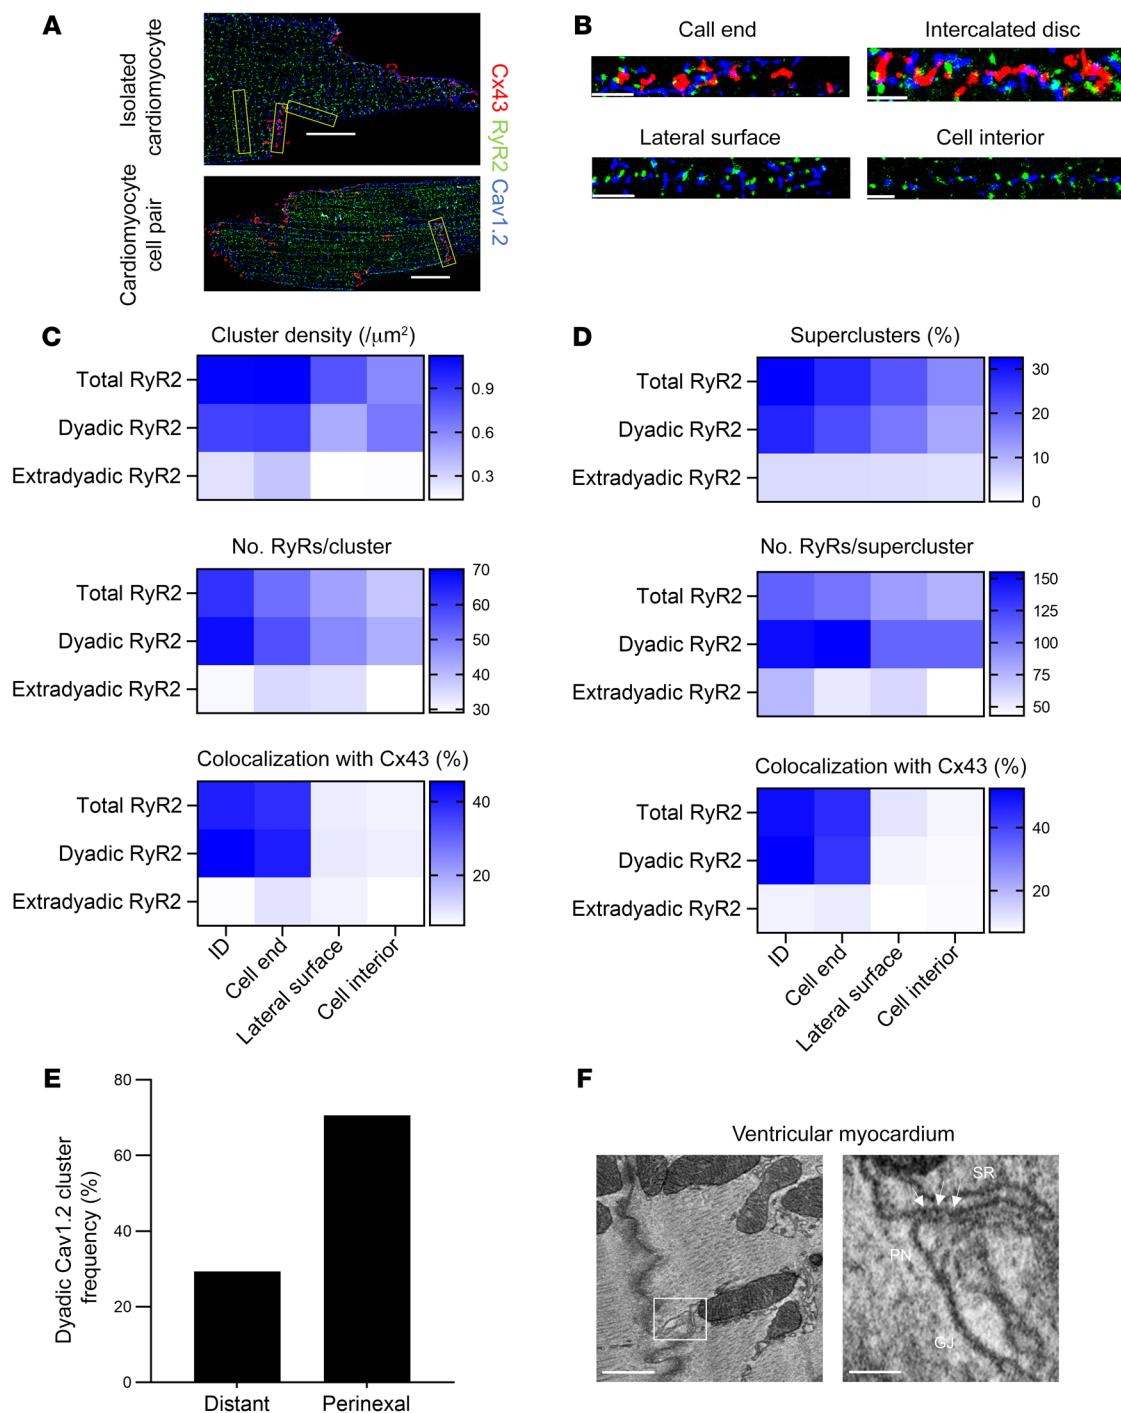 A
Isolated
cardiomyocyte
Cardiomyocyte
cell pair
Cx43 RyR2 Cav1.2
B
Call end
Intercalated disc
Lateral surface
Cell interior
C
Cluster density (/μm²)
Total RyR2
Dyadic RyR2
Extradyadic RyR2
0.9
0.6
0.3
No. RyRs/cluster
Total RyR2
Dyadic RyR2
Extradyadic RyR2
70
60
50
40
30
Colocalization with Cx43 (%)
Total RyR2
Dyadic RyR2
Extradyadic RyR2
40
20
ID
Cell end
Lateral surface
Cell interior
D
Superclusters (%)
Total RyR2
Dyadic RyR2
Extradyadic RyR2
30
20
10
0
No. RyRs/supercluster
Total RyR2
Dyadic RyR2
Extradyadic RyR2
150
125
100
75
50
Colocalization with Cx43 (%)
Total RyR2
Dyadic RyR2
Extradyadic RyR2
40
20
ID
Cell end
Lateral surface
Cell interior
E
Dyadic Cav1.2 cluster
frequency (%)
80
60
40
20
0
Distant
Perinexal
F
Ventricular myocardium
SR
PN
GJ